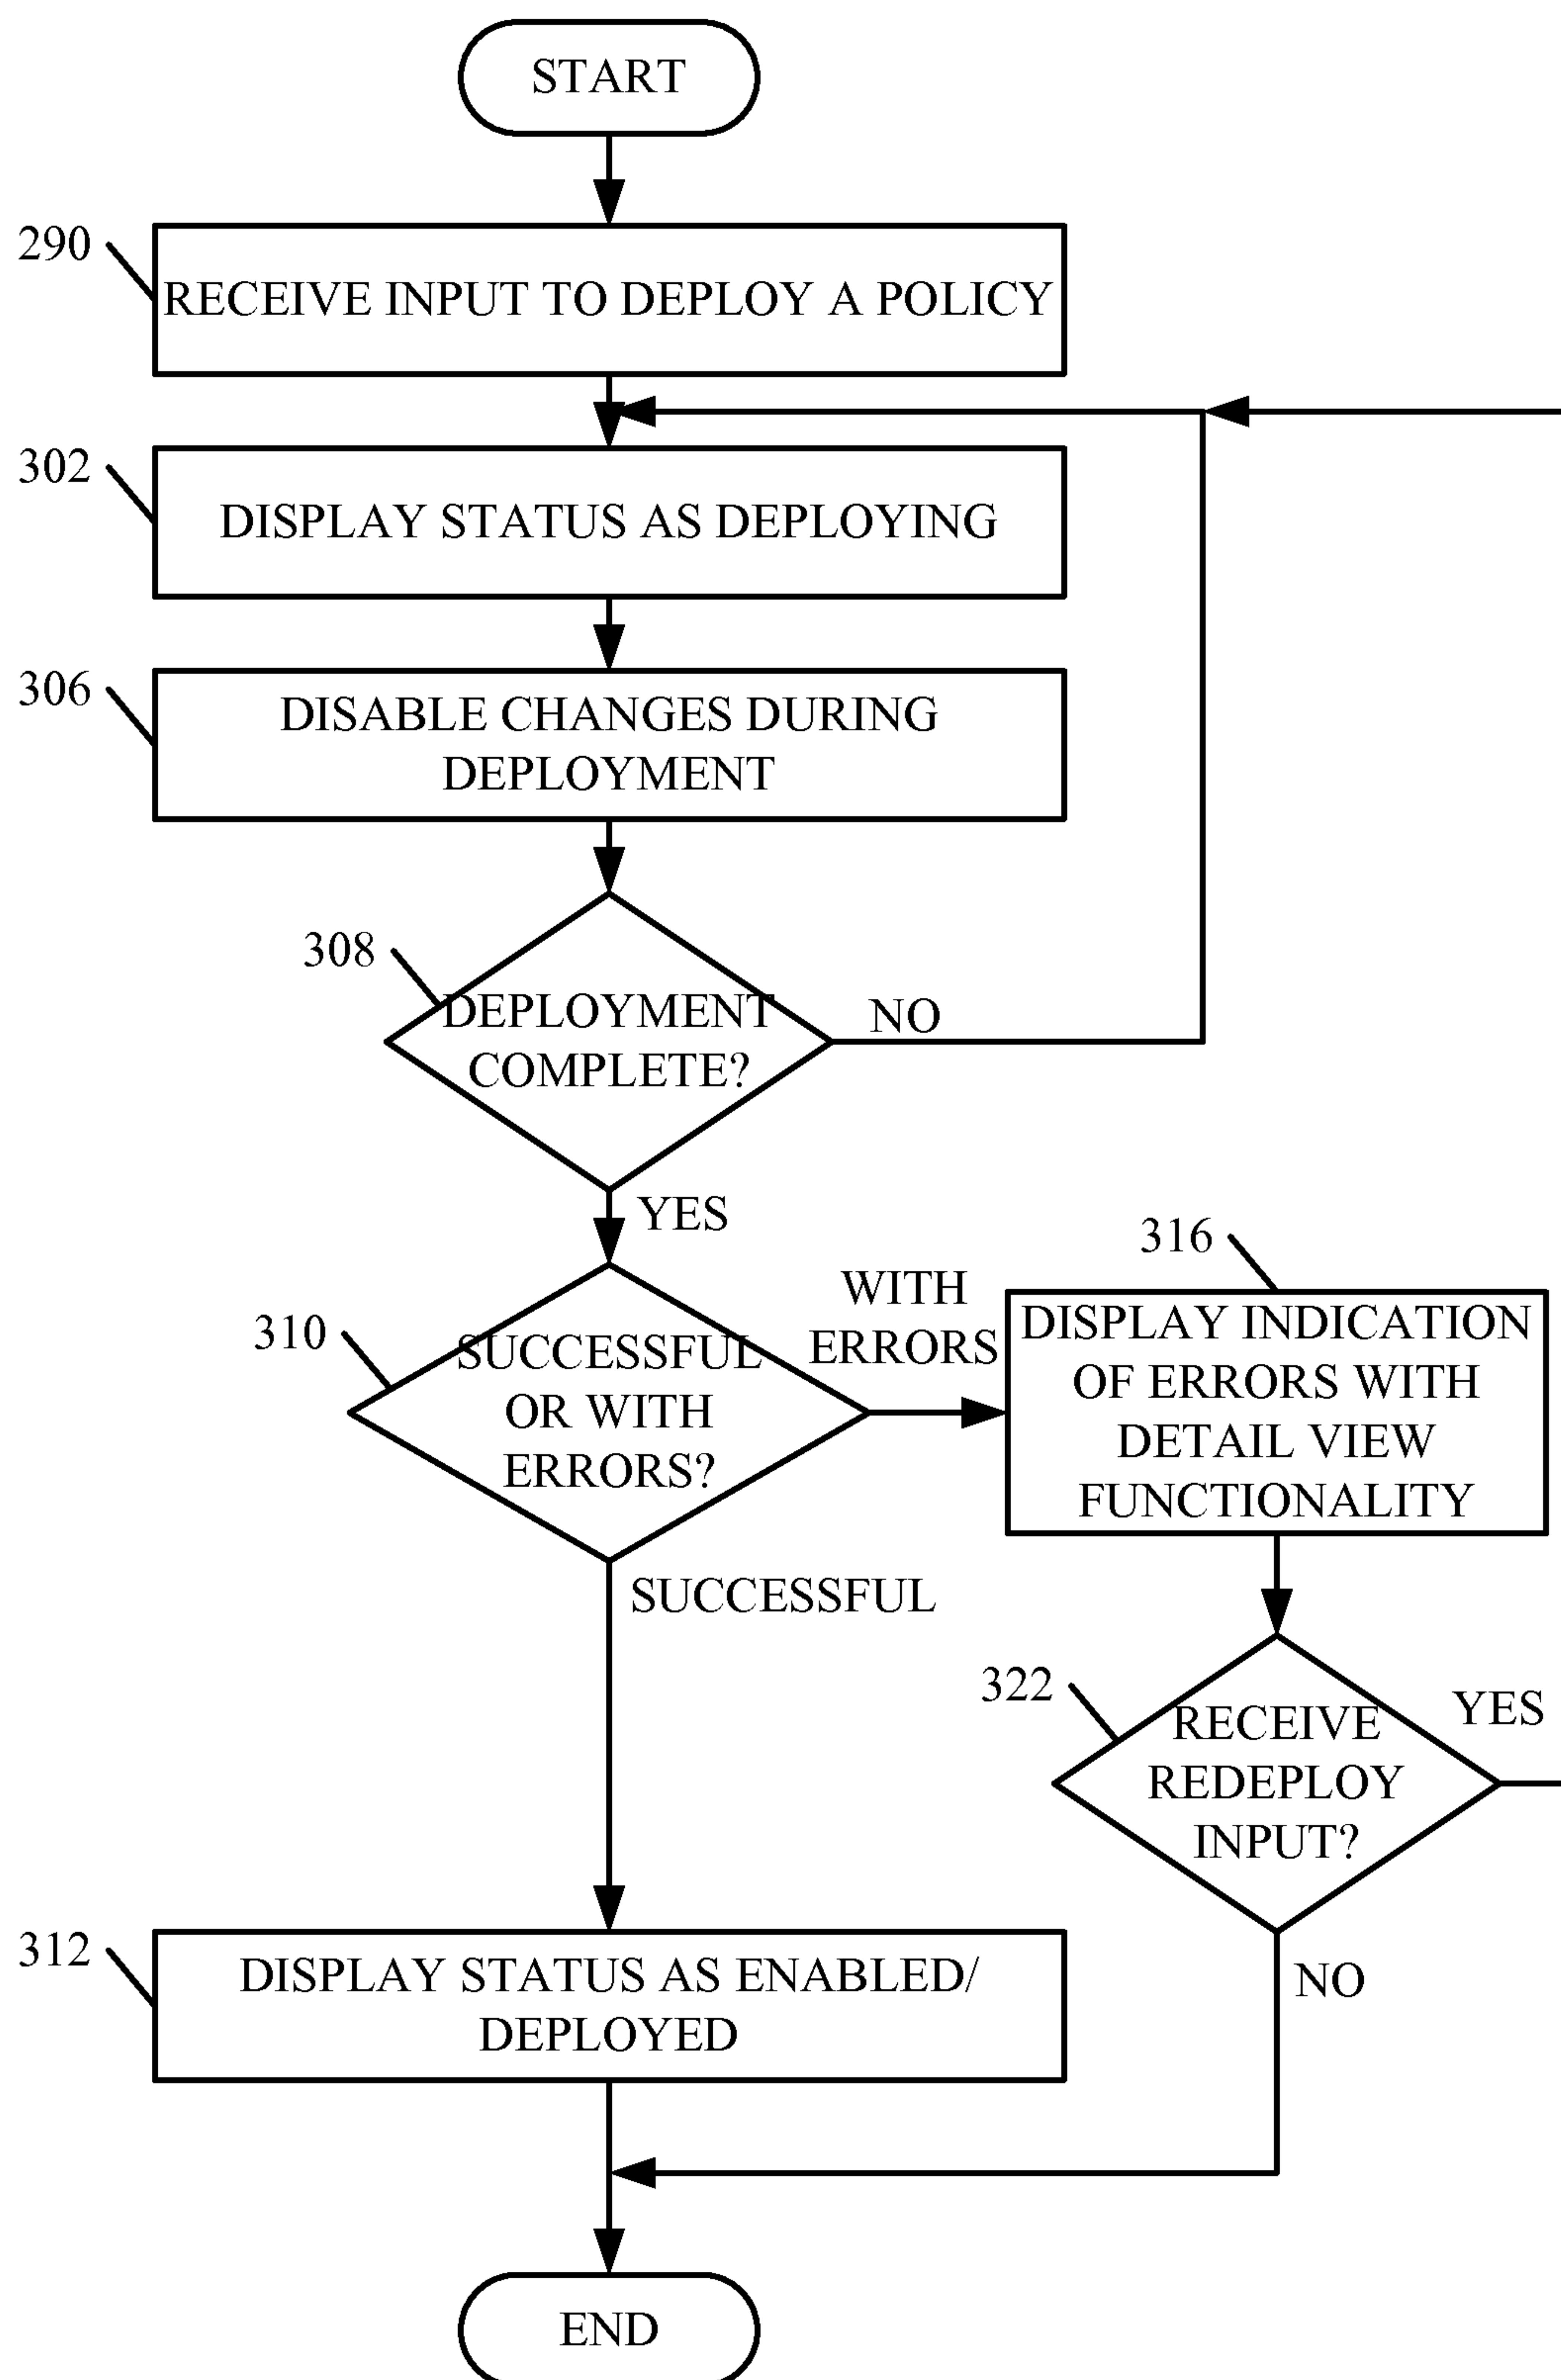 START
290
RECEIVE INPUT TO DEPLOY A POLICY
302
DISPLAY STATUS AS DEPLOYING
306
DISABLE CHANGES DURING
DEPLOYMENT
308
DEPLOYMENT
COMPLETE?
NO
YES
310
SUCCESSFUL
OR WITH
ERRORS?
WITH
ERRORS
316
DISPLAY INDICATION
OF ERRORS WITH
DETAIL VIEW
FUNCTIONALITY
SUCCESSFUL
322
RECEIVE
REDEPLOY
INPUT?
YES
NO
312
DISPLAY STATUS AS ENABLED/
DEPLOYED
END